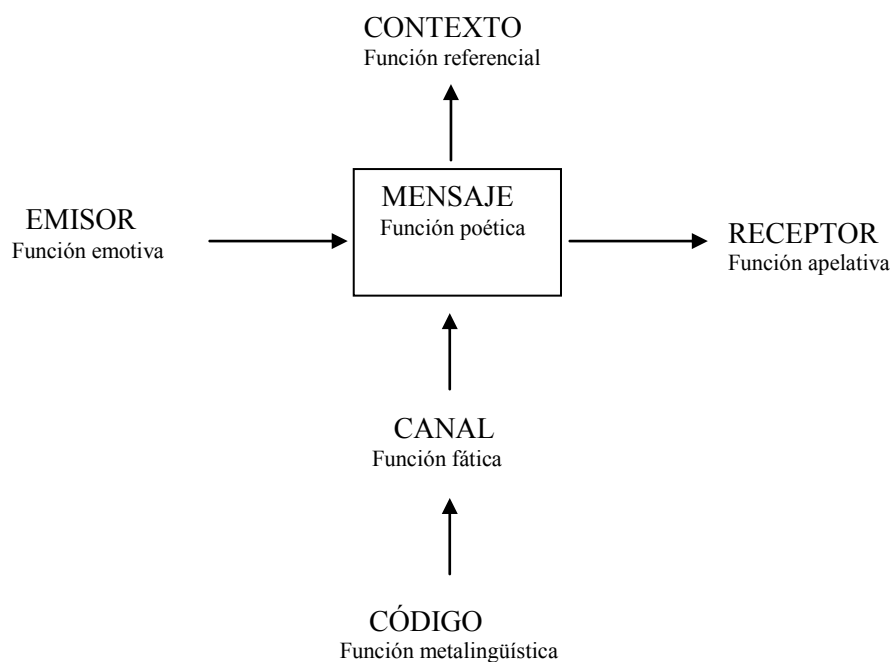 CONTEXTO
Función referencial
MENSAJE
Función poética
EMISOR
Función emotiva
RECEPTOR
Función apelativa
CANAL
Función fática
CÓDIGO
Función metalingüística